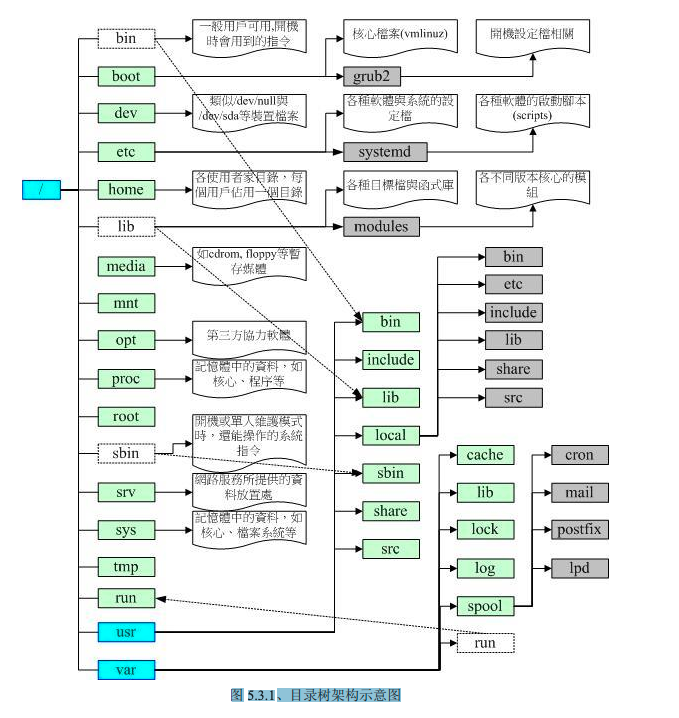 bin
一般用戶可用,開機
時會用到的指令
核心檔案(vmlinuz)
開機設定檔相關
boot
grub2
dev
類似/dev/null與
/dev/sda等裝置檔案
各種軟體與系統的設
定檔
各種軟體的啟動腳本
(scripts)
etc
systemd
/
home
各使用者家目錄，每
個用戶佔用一個目錄
各種目標檔與函式庫
各不同版本核心的模
組
lib
modules
media
如cdrom, floppy等暫
存媒體
mnt
opt
第三方協力軟體
proc
記憶體中的資料，如
核心、程序等
root
sbin
開機或單人維護模式
時，還能操作的系統
指令
srv
網路服務所提供的資
料放置處
sys
記憶體中的資料，如
核心、檔案系統等
tmp
run
usr
var
bin
include
lib
local
sbin
share
src
bin
etc
include
lib
share
src
cache
lib
lock
log
spool
run
cron
mail
postfix
lpd
图 5.3.1、目录树架构示意图